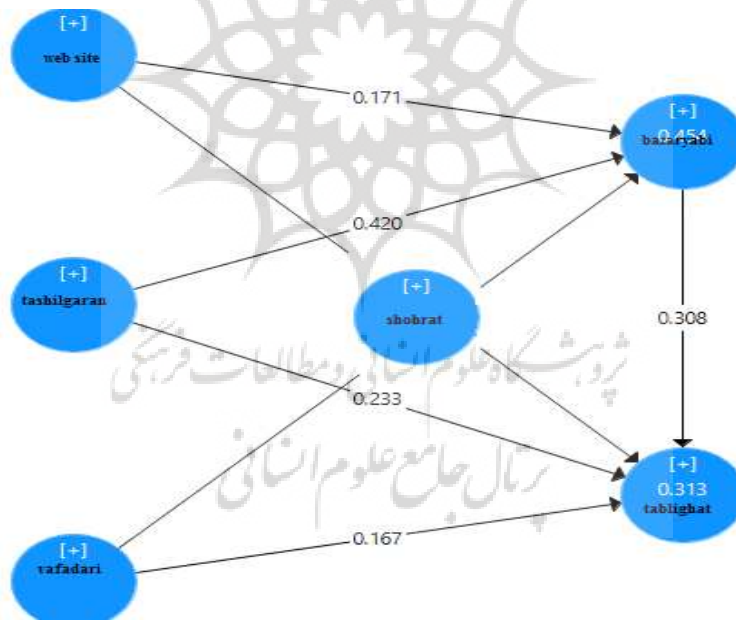 [+]
web site
0.171
[+]
0.454
bazaryabi
0.420
[+]
tashilgaran
[+]
shohrat
0.308
0.233
پژوهشگاه علوم انسانی و مطالعات فرهنگی
پرتال جامع علوم انسانی
[+]
0.313
tablighat
0.167
[+]
vafadari